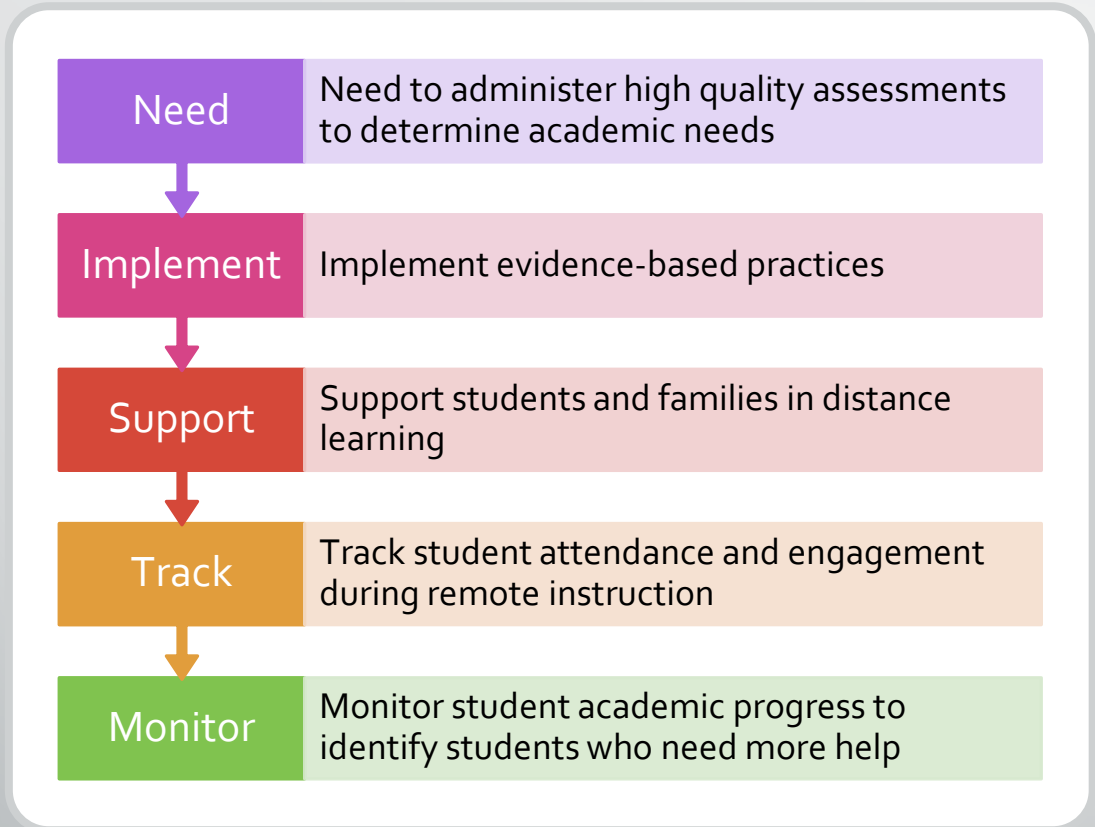 Need
Need to administer high quality assessments
to determine academic needs
Implement
Implement evidence-based practices
Support
Support students and families in distance
learning
Track
Track student attendance and engagement
during remote instruction
Monitor
Monitor student academic progress to
identify students who need more help